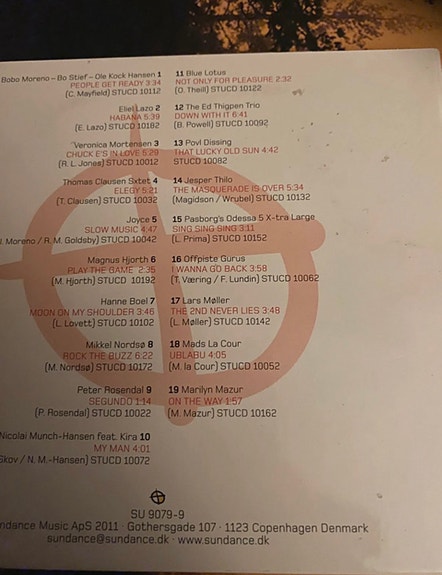 Bobo Moreno – Bo Stief – Ole Kock Hansen 1
PEOPLE GET READY 3:34
(C. Mayfield) STUCD 10112
Eliel Lazo 2
HABANA 5:39
(E. Lazo) STUCD 10182
Veronica Mortensen 3
CHUCK E'S IN LOVE 5:29
(R. L. Jones) STUCD 10012
Thomas Clausen Sxtet 4
ELEGY 5:21
(T. Clausen) STUCD 10032
Joyce 5
SLOW MUSIC 4:47
Moreno / R. M. Goldsby) STUCD 10042
Magnus Hjorth 6
PLAY THE GAME 2:35
(M. Hjorth) STUCD 10192
Hanne Boel 7
MOON ON MY SHOULDER 3:46
(L. Lovett) STUCD 10102
Mikkel Nordsø 8
ROCK THE BUZZ 6:22
(M. Nordsø) STUCD 10172
Peter Rosendal 9
SEGUNDO 1:14
(P. Rosendal) STUCD 10022
Nicolai Munch-Hansen feat. Kira 10
MY MAN 4:01
Skov / N. M.-Hansen) STUCD 10072
11 Blue Lotus
NOT ONLY FOR PLEASURE 2:32
(O. Theill) STUCD 10122
12 The Ed Thigpen Trio
DOWN WITH IT 6:41
(B. Powell) STUCD 10092
13 Povl Dissing
THAT LUCKY OLD SUN 4:42
STUCD 10082
14 Jesper Thilo
THE MASQUERADE IS OVER 5:34
(Magidson / Wrubel) STUCD 10132
15 Pasborg's Odessa 5 X-tra Large
SING SING SING 3:11
(L. Prima) STUCD 10152
16 Offpiste Gurus
I WANNA GO BACK 3:58
(T. Væring / F. Lundin) STUCD 10062
17 Lars Møller
THE 2ND NEVER LIES 3:48
(L. Møller) STUCD 10142
18 Mads La Cour
UBLABU 4:05
(M. la Cour) STUCD 10052
19 Marilyn Mazur
ON THE WAY 1:57
(M. Mazur) STUCD 10162
SU 9079-9
ndance Music ApS 2011 · Gothersgade 107 · 1123 Copenhagen Denmark
sundance@sundance.dk · www.sundance.dk